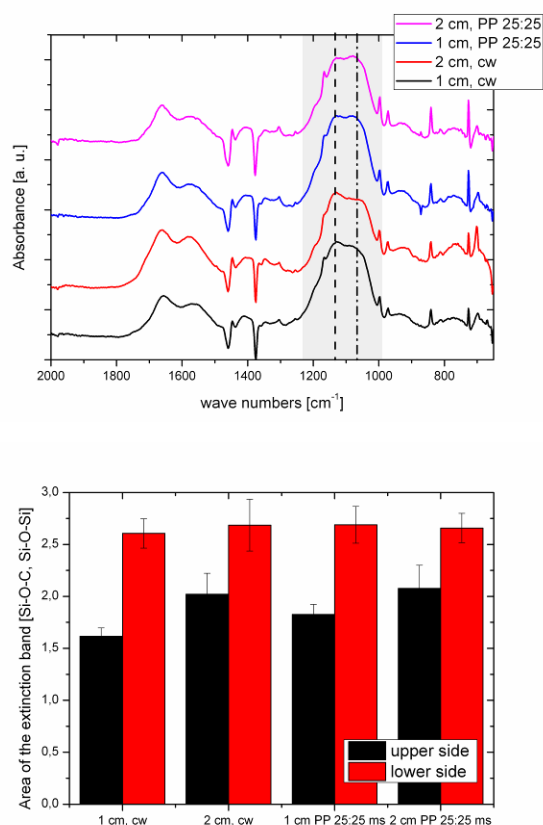 2 cm, PP 25:25
1 cm, PP 25:25
2 cm, cw
1 cm, cw
Absorbance [a. u.]
2000 1800 1600 1400 1200 1000 800
wave numbers [cm⁻¹]
Area of the extinction band [Si-O-C, Si-O-Si]
3,0
2,5
2,0
1,5
1,0
0,5
0,0
upper side
lower side
1 cm, cw 2 cm, cw 1 cm PP 25:25 ms 2 cm PP 25:25 ms